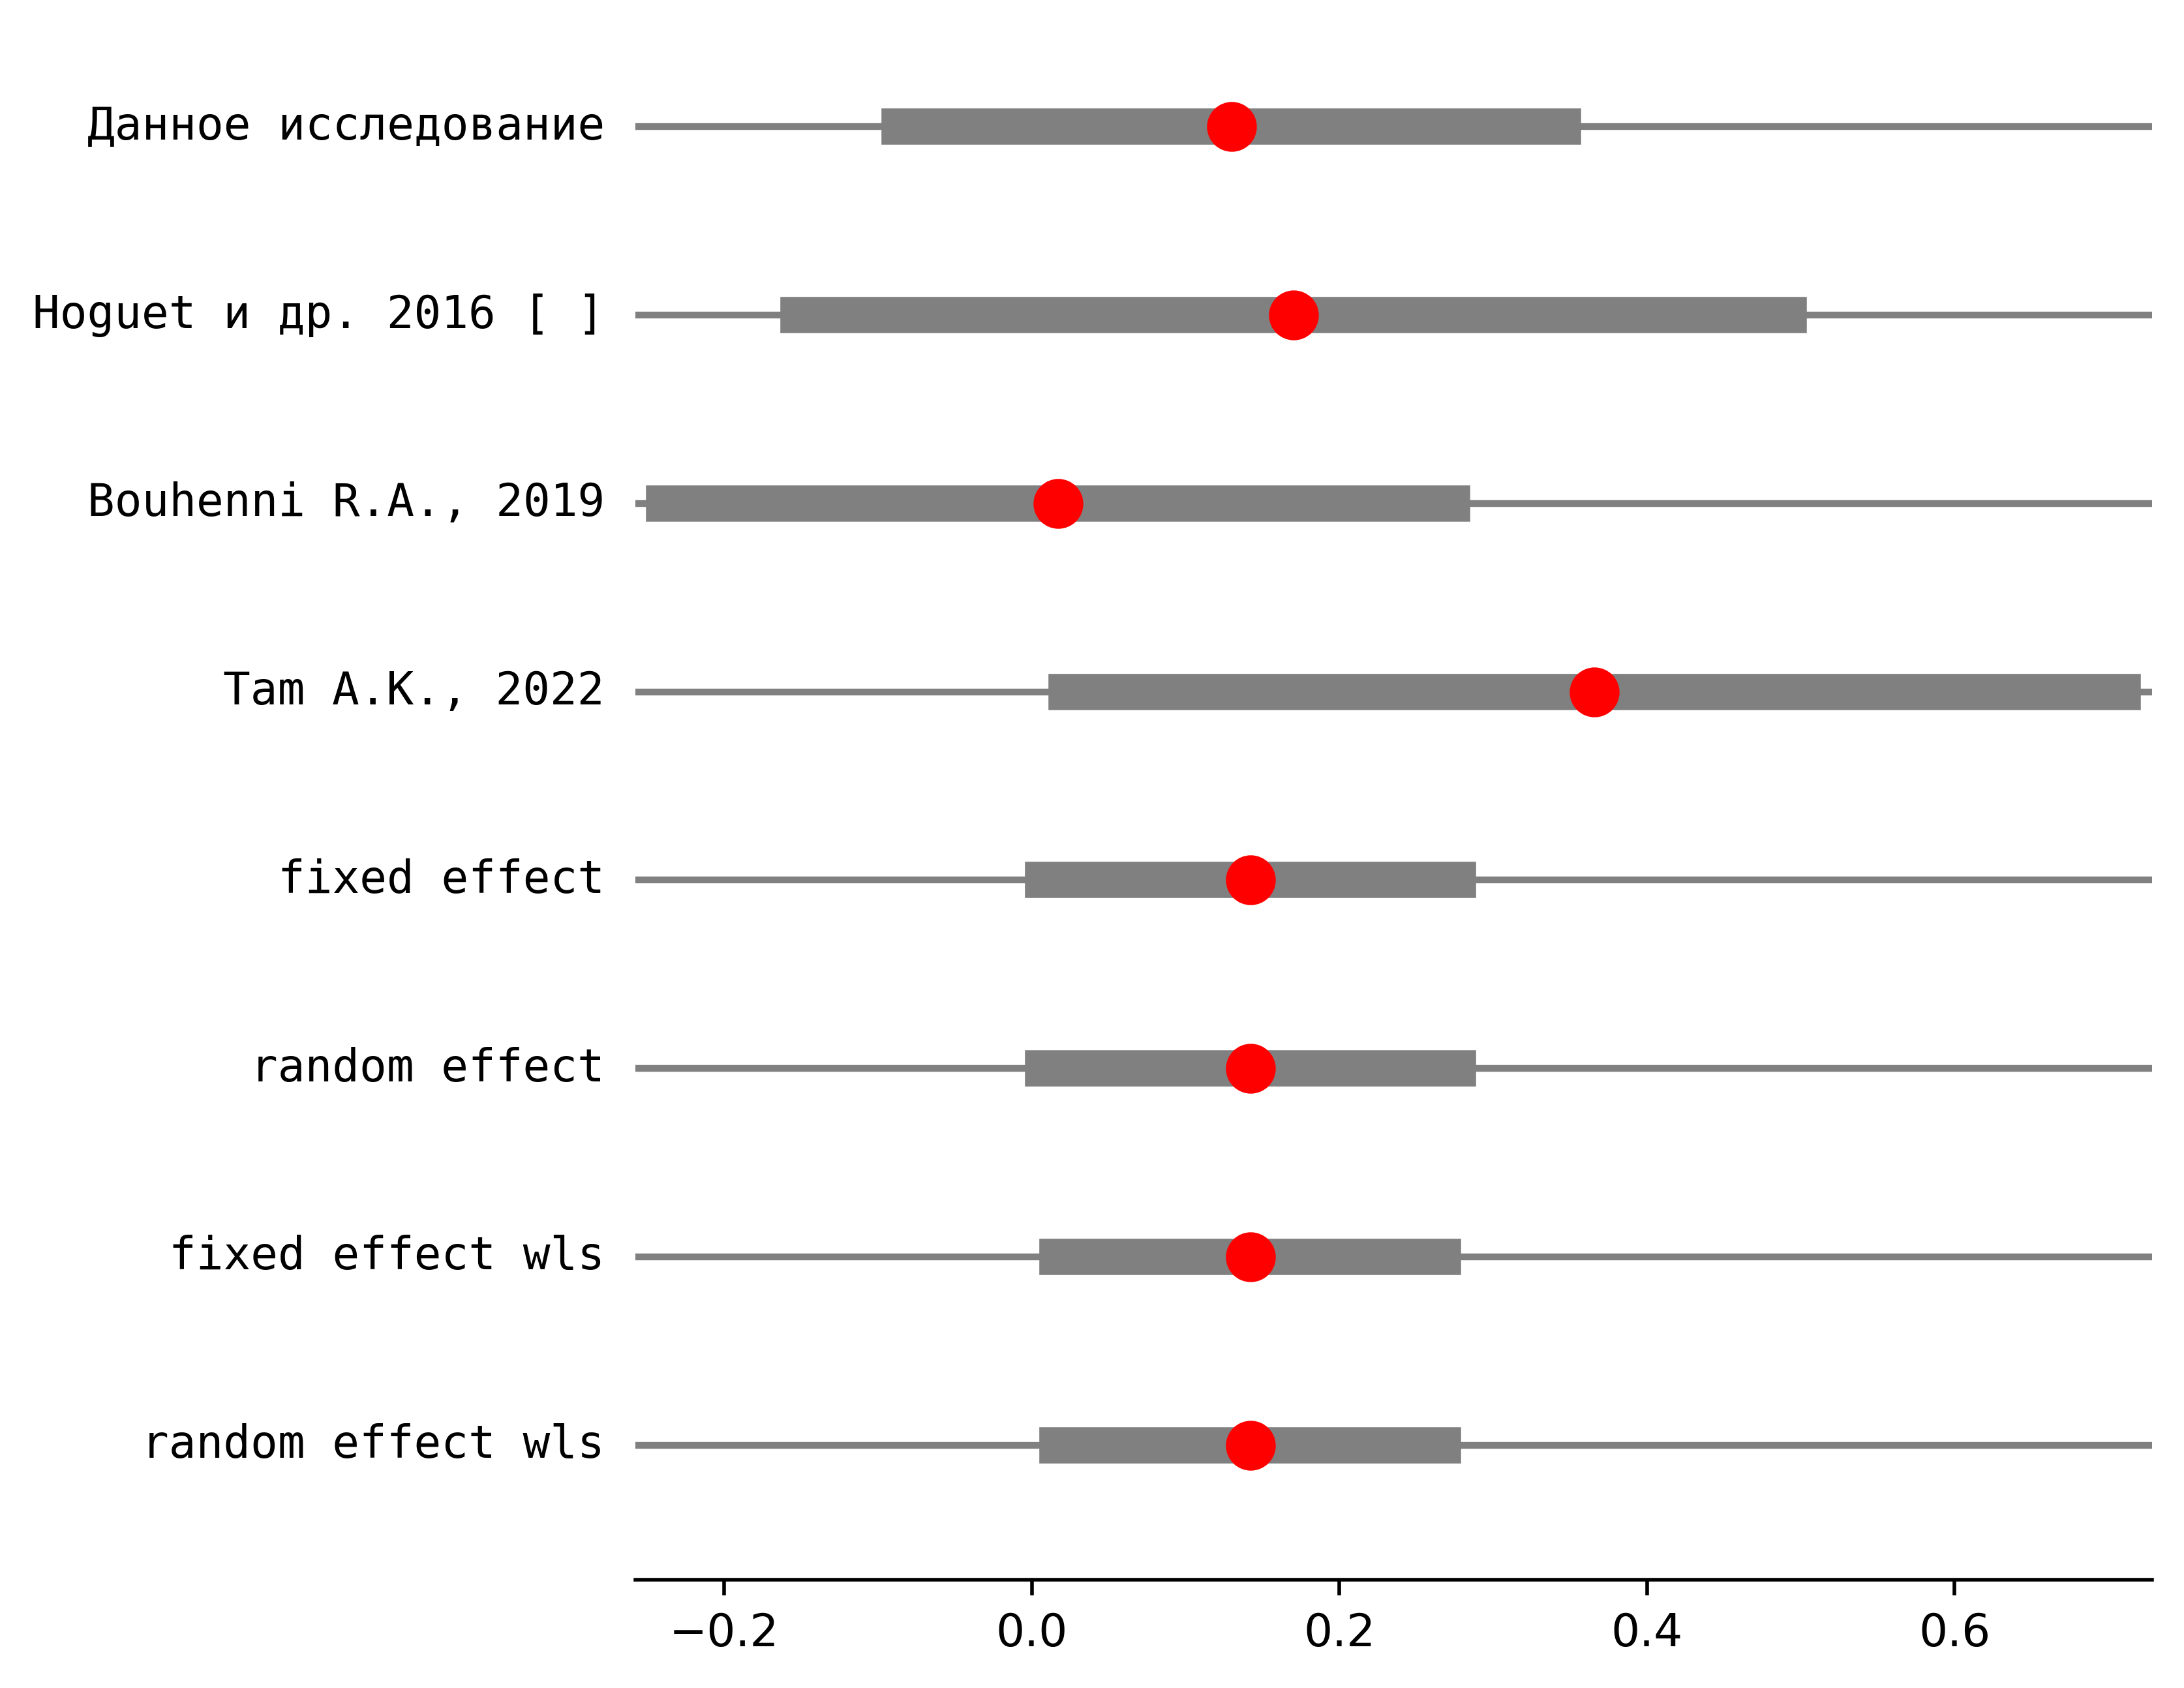 Данное исследование
Hoguet и др. 2016 [ ]
Bouhenni R.A., 2019
Tam A.K., 2022
fixed effect
random effect
fixed effect wls
random effect wls
−0.2 0.0 0.2 0.4 0.6